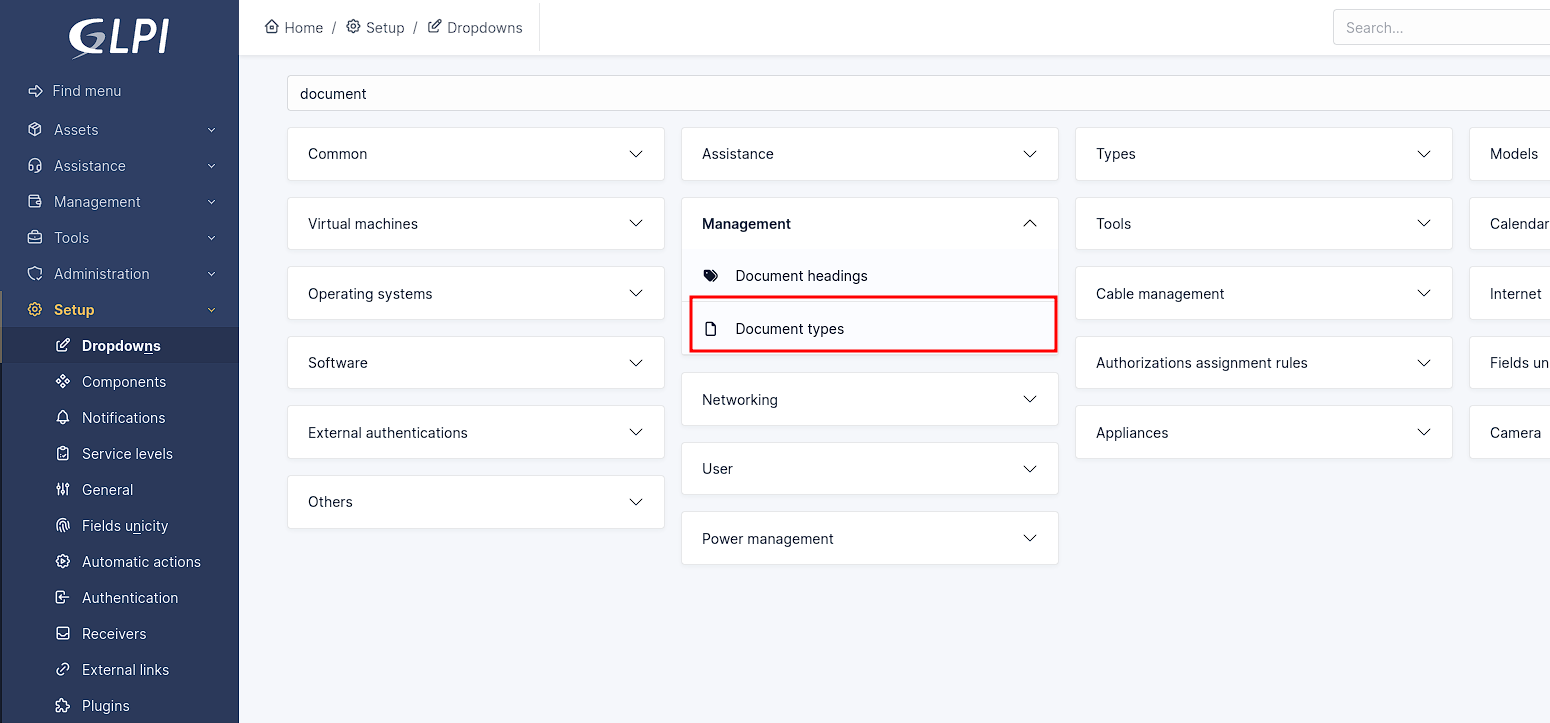 GLPI
Find menu
Assets
Assistance
Management
Tools
Administration
Setup
Dropdowns
Components
Notifications
Service levels
General
Fields unicity
Automatic actions
Authentication
Receivers
External links
Plugins
Home / Setup / Dropdowns
Search...
document
Common
Virtual machines
Operating systems
Software
External authentications
Others
Assistance
Management
Document headings
Document types
Networking
User
Power management
Types
Tools
Cable management
Authorizations assignment rules
Appliances
Models
Calendar
Internet
Fields un
Camera